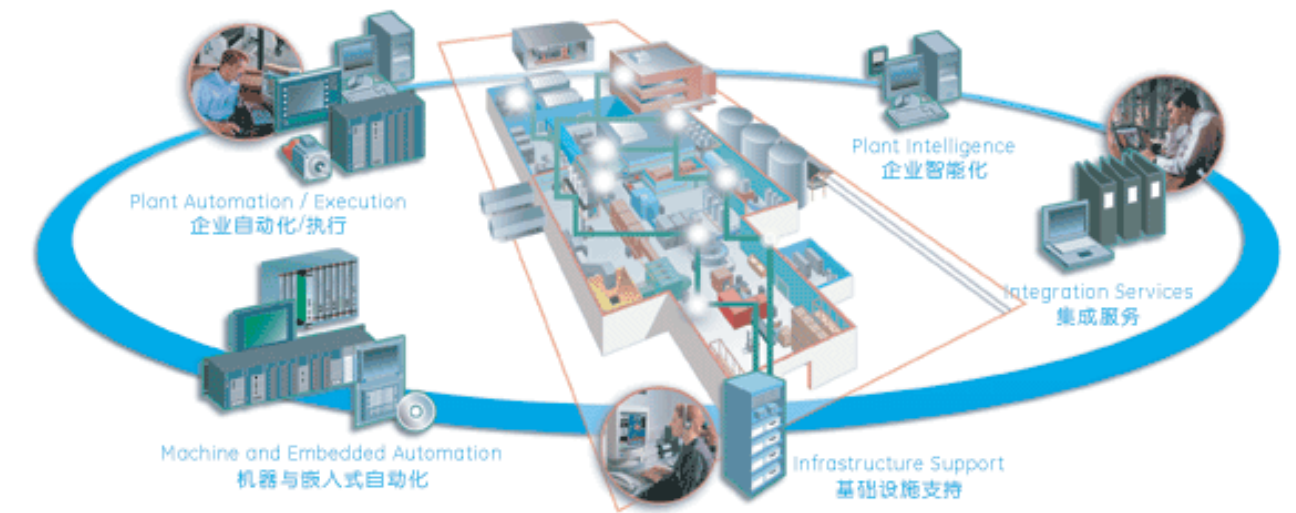 Plant Intelligence
企业智能化
Plant Automation / Execution
企业自动化/执行
Integration Services
集成服务
Machine and Embedded Automation
机器与嵌入式自动化
Infrastructure Support
基础设施支持